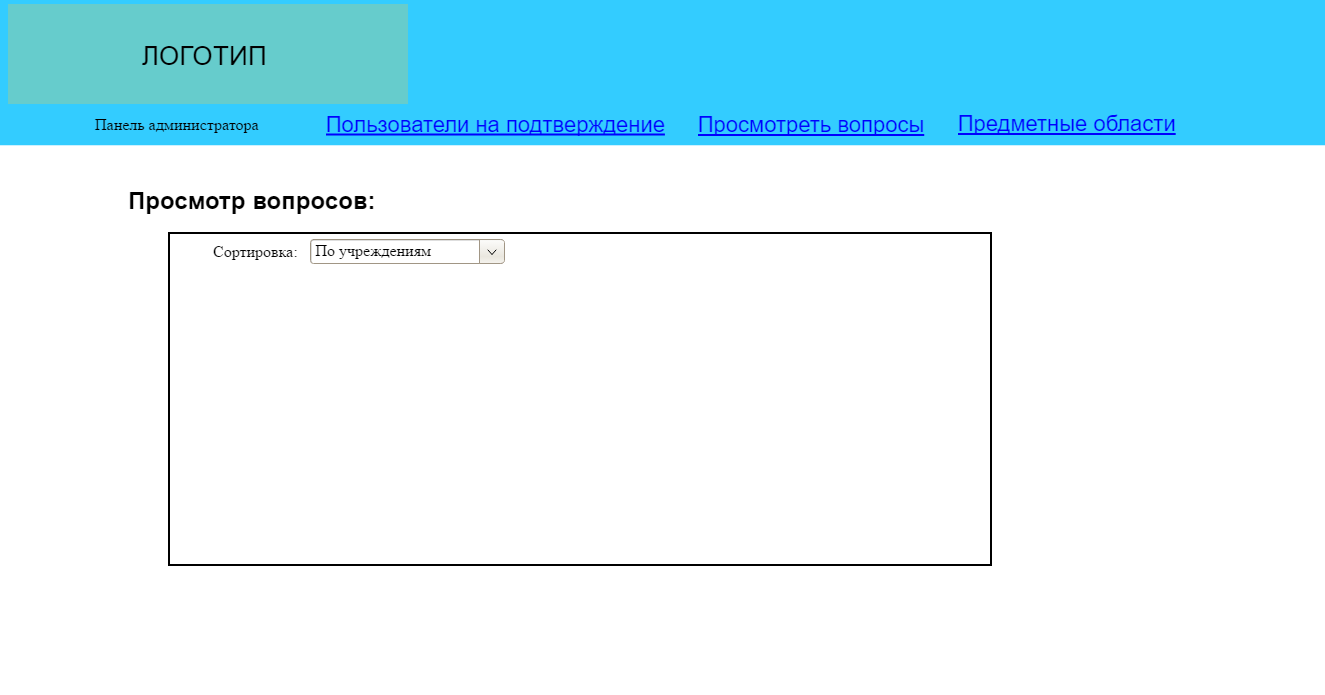 ЛОГОТИП
Панель администратора Пользователи на подтверждение Просмотреть вопросы Предметные области
Просмотр вопросов:
Сортировка: По учреждениям